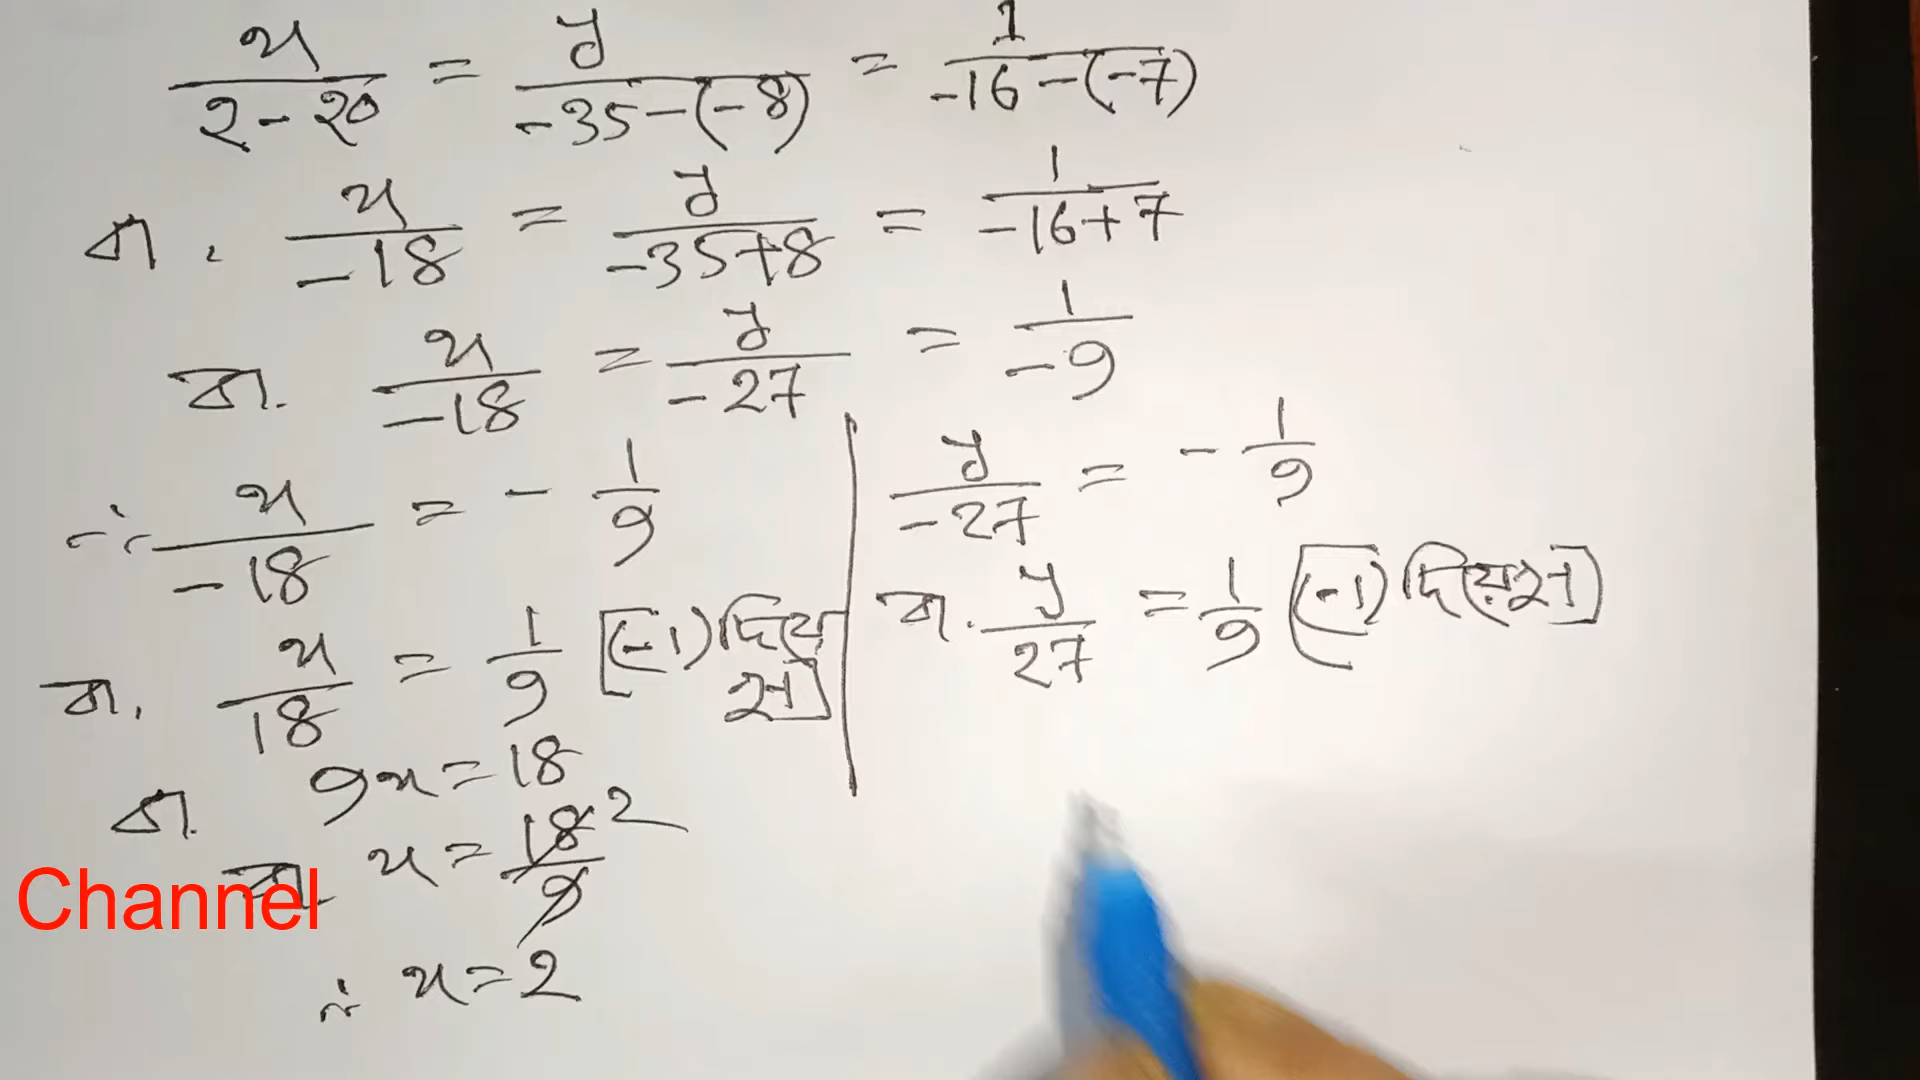 x/(2-20) = y/(-35-(-8)) = 1/(-16-(-7))
বা, x/-18 = y/(-35+8) = 1/(-16+7)
বা, x/-18 = y/-27 = 1/-9
∴ x/-18 = -1/9
বা, x/18 = 1/9 [(-1) দিয়ে
9x=18
বা, x = 18/9 2
∴ x=2
y/-27 = -1/9
বা, y/27 = 1/9 [(-1) দিয়ে
Channel